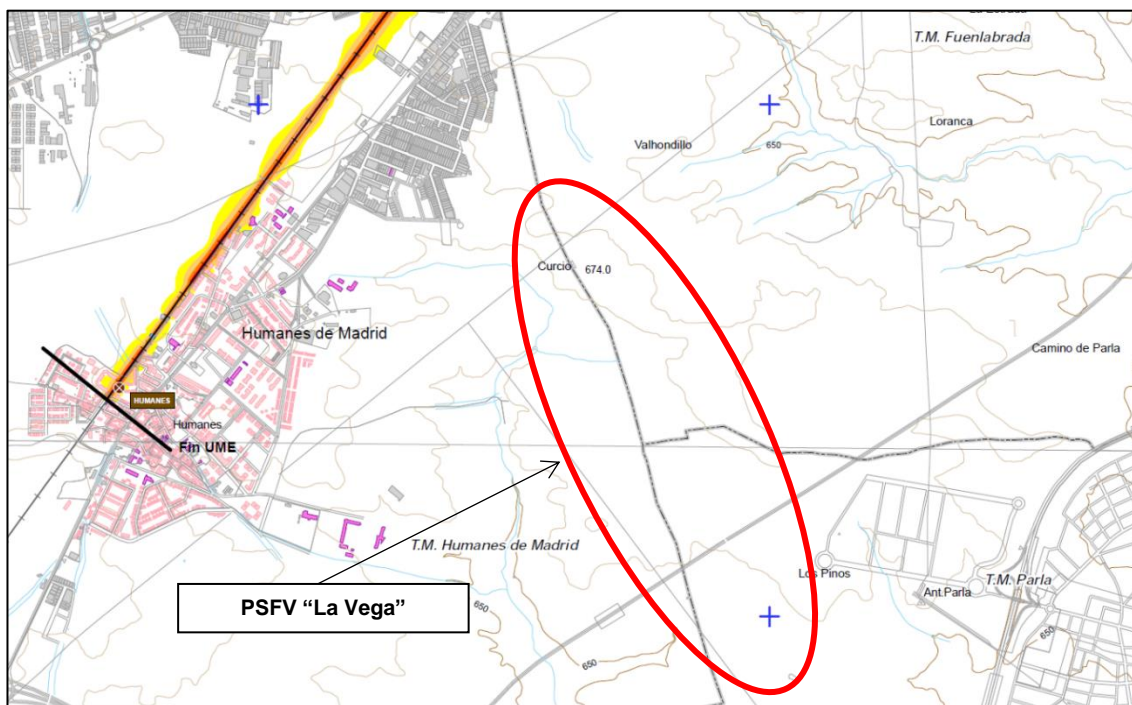 T.M. Fuenlabrada
Loranca
Valhondillo
650
Curcio
674.0
Humanes de Madrid
Camino de Parla
HUMANES
Humanes
Fin UME
T.M. Humanes de Madrid
Los Pinos
T.M. Parla
Ant.Parla
PSFV “La Vega”
650
650
650